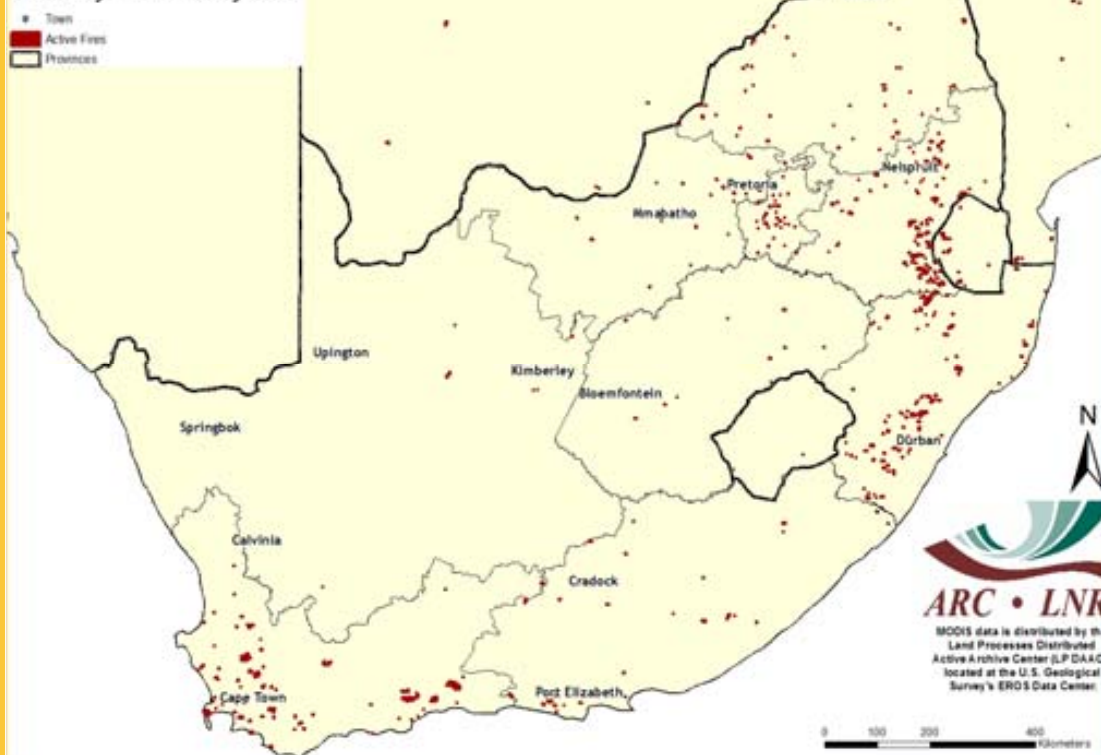 Town
Active Fires
Provinces
Pretoria
Nelspruit
Mmabatho
Upington
Kimberley
Bloemfontein
Springbok
Durban
N
Calvinia
Cradock
ARC • LNR
MODIS data is distributed by the
Land Processes Distributed
Active Archive Center (LP DAAC)
located at the U.S. Geological
Survey's EROS Data Center.
Cape Town
Port Elizabeth
0 100 200 400
Kilometers